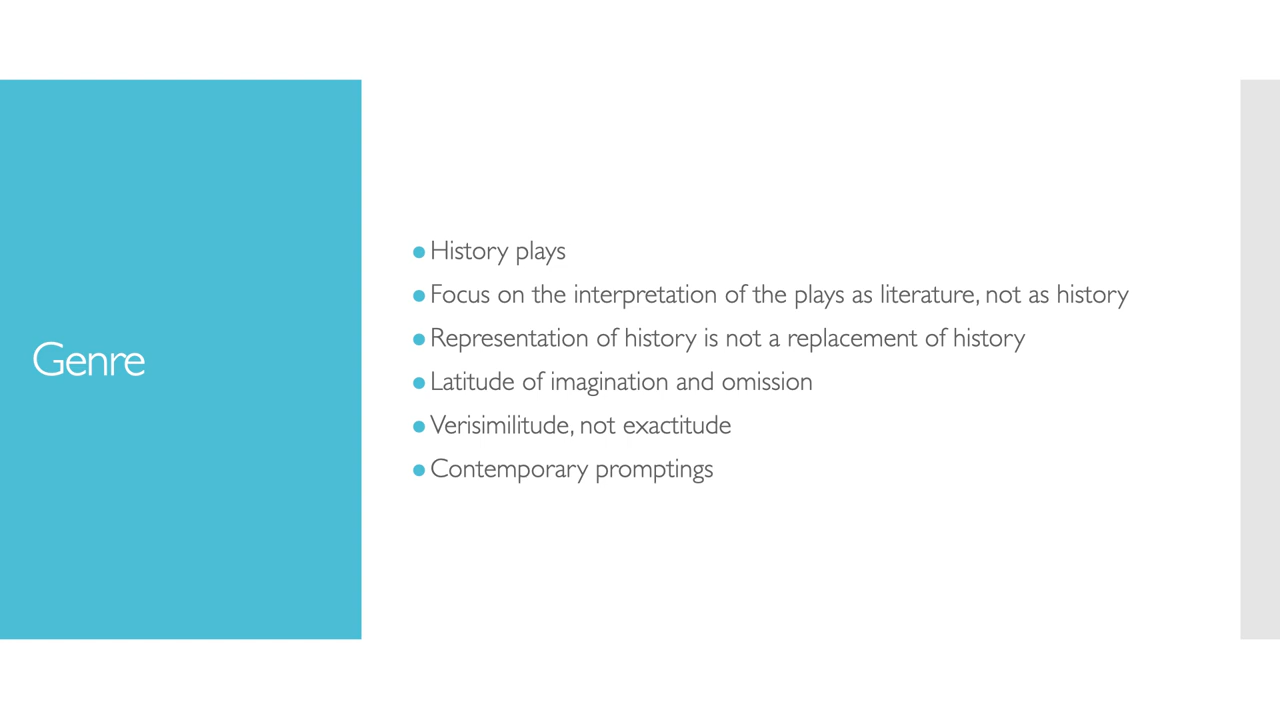 Genre
● History plays
● Focus on the interpretation of the plays as literature, not as history
● Representation of history is not a replacement of history
● Latitude of imagination and omission
● Verisimilitude, not exactitude
● Contemporary promptings